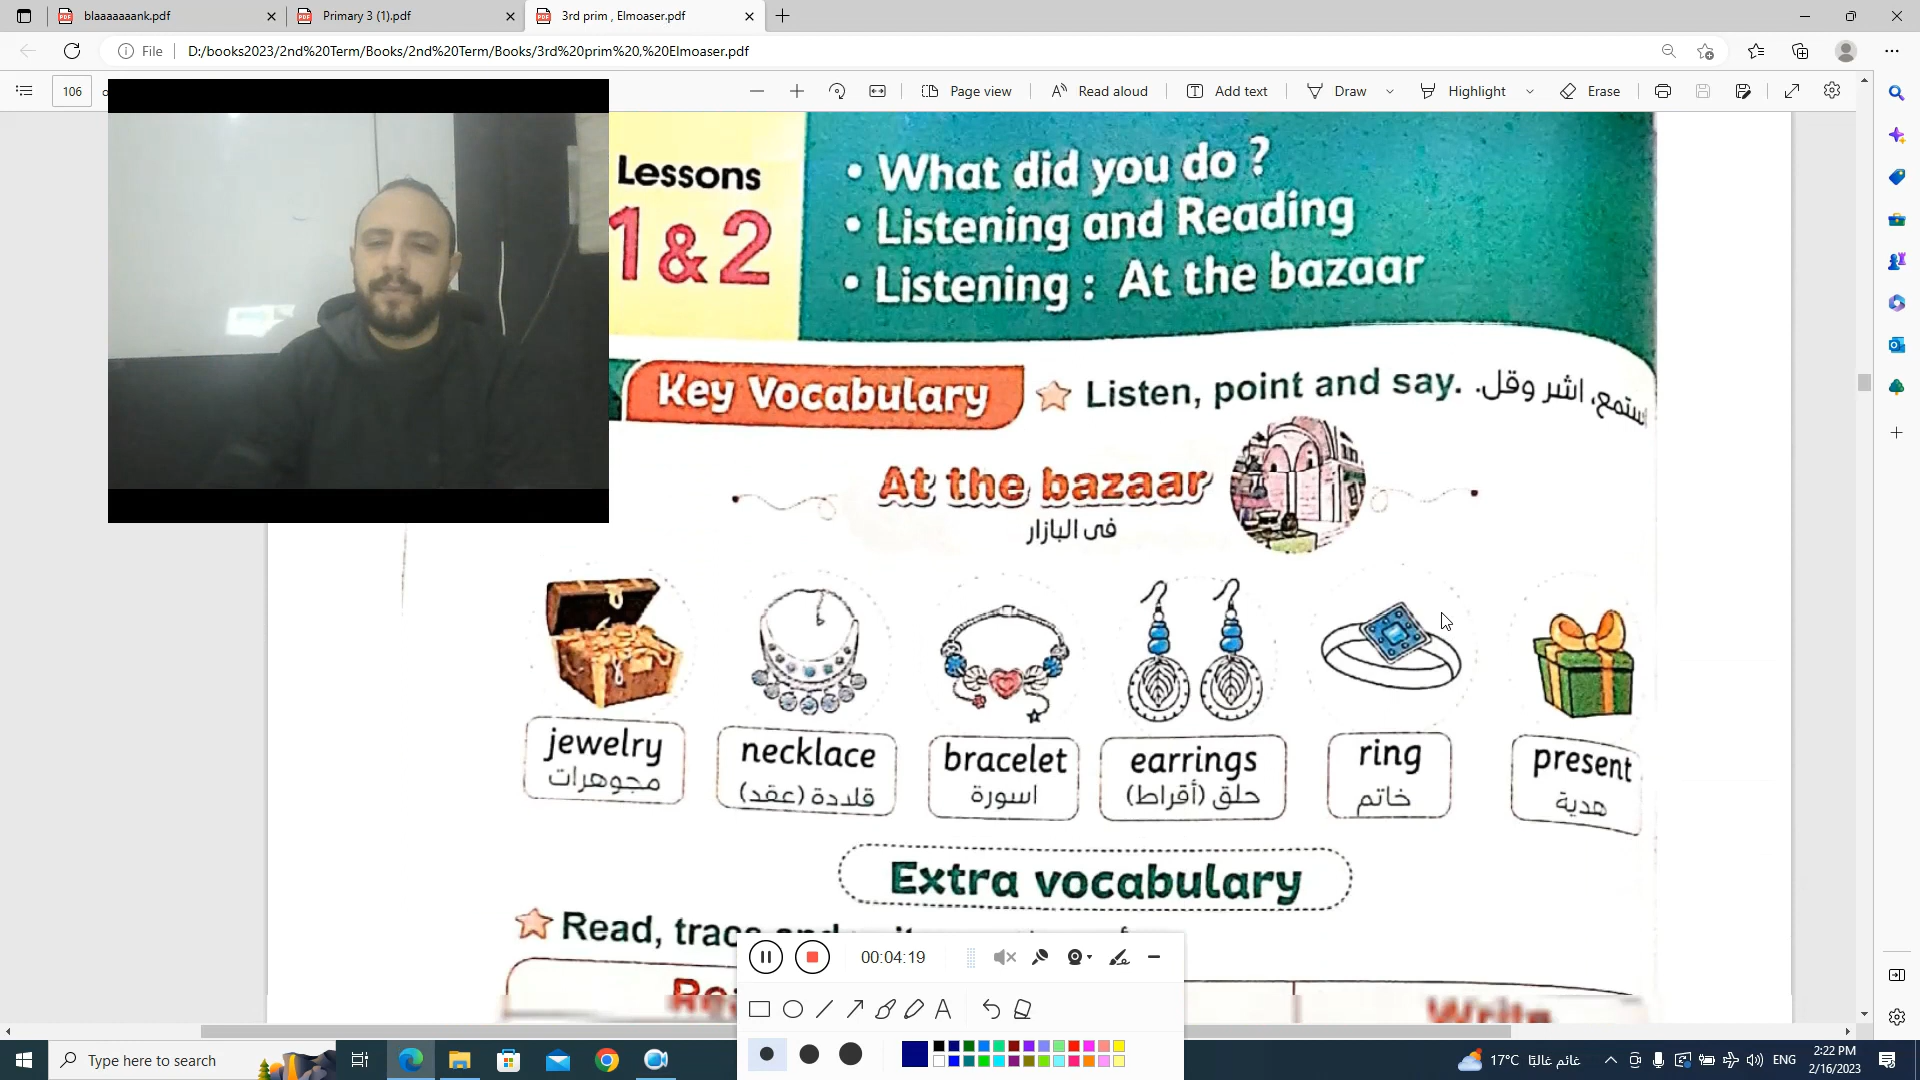 blaaaaaaank.pdf
Primary 3 (1).pdf
3rd prim , Elmoaser.pdf
File
D:/books2023/2nd%20Term/Books/2nd%20Term/Books/3rd%20prim%20,%20Elmoaser.pdf
106
Page view
Read aloud
Add text
Draw
Highlight
Erase
Lessons
1 & 2
• What did you do ?
• Listening and Reading
• Listening : At the bazaar
Key Vocabulary
Listen, point and say. استمع، اشر وقل.
At the bazaar
فى البازار
jewelry
مجوهرات
necklace
قلادة (عقد)
bracelet
اسورة
earrings
حلق (أقراط)
ring
خاتم
present
هدية
Extra vocabulary
Read,
00:04:19
Write
Type here to search
17°C غائم غالبًا
ENG
2:22 PM
2/16/2023